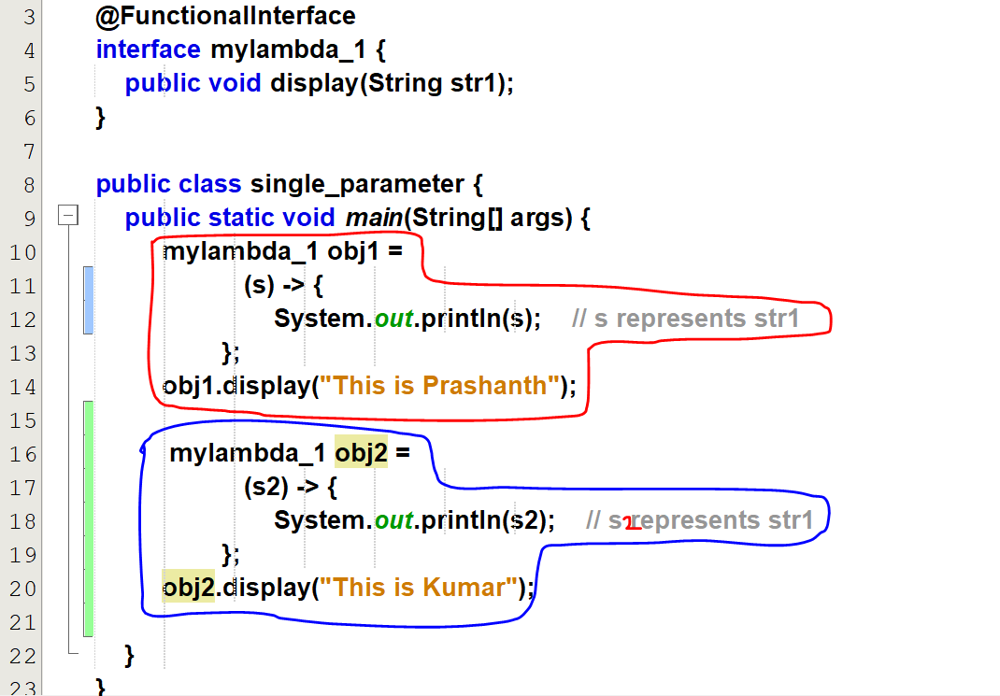 3 @FunctionalInterface
4 interface mylambda_1 {
5 public void display(String str1);
6 }
7
8 public class single_parameter {
9 public static void main(String[] args) {
10 mylambda_1 obj1 =
11 (s) -> {
12 System.out.println(s); // s represents str1
13 };
14 obj1.display("This is Prashanth");
15
16 mylambda_1 obj2 =
17 (s2) -> {
18 System.out.println(s2); // s2represents str1
19 };
20 obj2.display("This is Kumar");
21
22 }
23 }